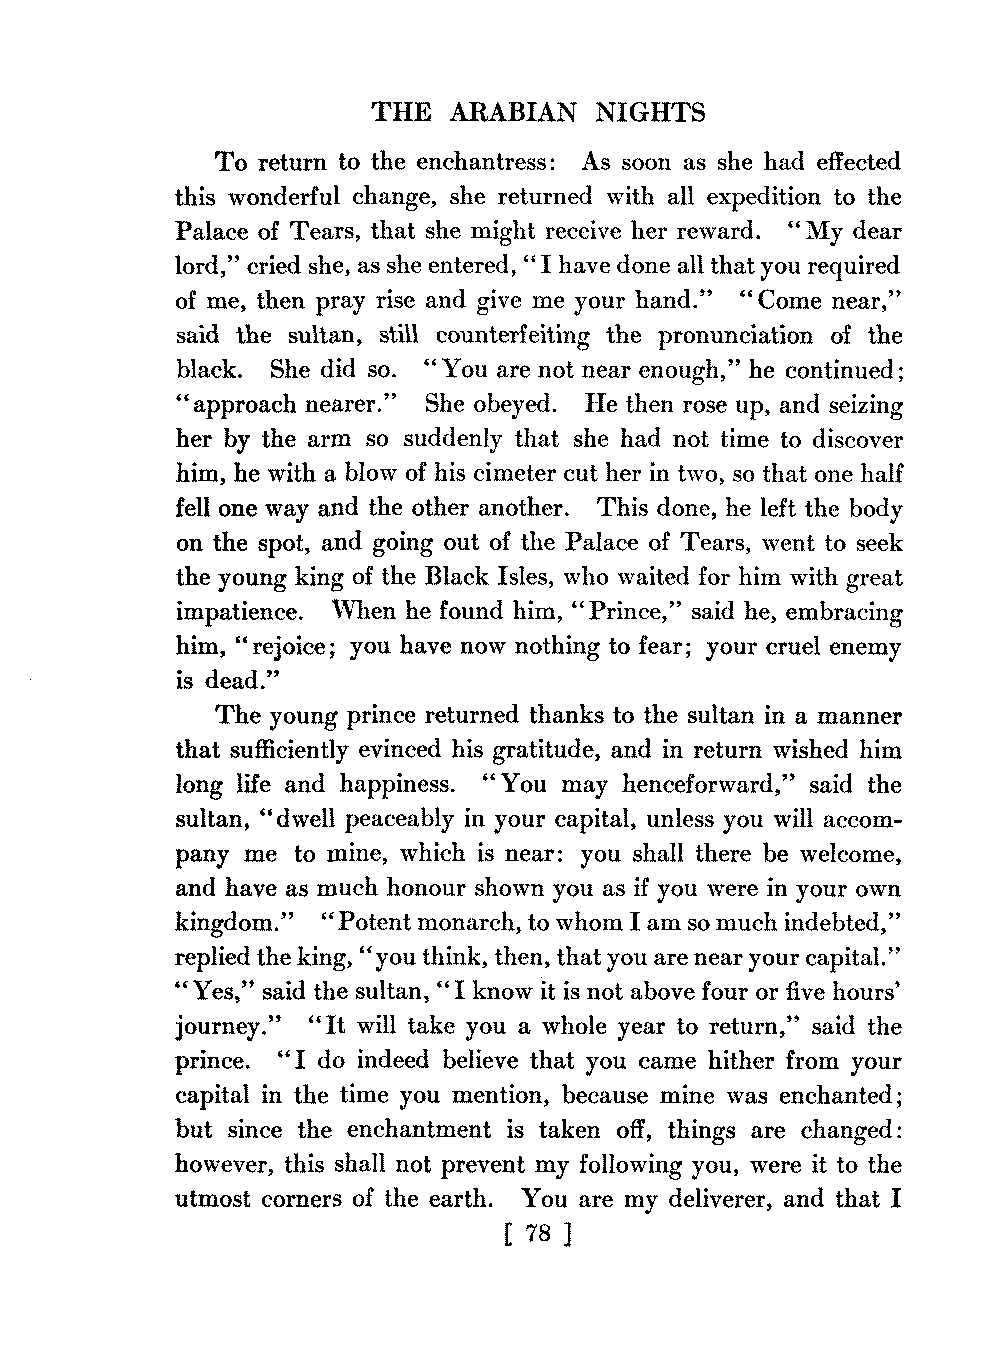 THE ARABIAN NIGHTS
To return to the enchantress: As soon as she had effected
this wonderful change, she returned with all expedition to the
Palace of Tears, that she might receive her reward. “My dear
lord,” cried she, as she entered, “I have done all that you required
of me, then pray rise and give me your hand.” “Come near,”
said the sultan, still counterfeiting the pronunciation of the
black. She did so. “You are not near enough,” he continued;
“approach nearer.” She obeyed. He then rose up, and seizing
her by the arm so suddenly that she had not time to discover
him, he with a blow of his cimeter cut her in two, so that one half
fell one way and the other another. This done, he left the body
on the spot, and going out of the Palace of Tears, went to seek
the young king of the Black Isles, who waited for him with great
impatience. When he found him, “Prince,” said he, embracing
him, “rejoice; you have now nothing to fear; your cruel enemy
is dead.”
The young prince returned thanks to the sultan in a manner
that sufficiently evinced his gratitude, and in return wished him
long life and happiness. “You may henceforward,” said the
sultan, “dwell peaceably in your capital, unless you will accom-
pany me to mine, which is near: you shall there be welcome,
and have as much honour shown you as if you were in your own
kingdom.” “Potent monarch, to whom I am so much indebted,”
replied the king, “you think, then, that you are near your capital.”
“Yes,” said the sultan, “I know it is not above four or five hours’
journey.” “It will take you a whole year to return,” said the
prince. “I do indeed believe that you came hither from your
capital in the time you mention, because mine was enchanted;
but since the enchantment is taken off, things are changed:
however, this shall not prevent my following you, were it to the
utmost corners of the earth. You are my deliverer, and that I
[ 78 ]